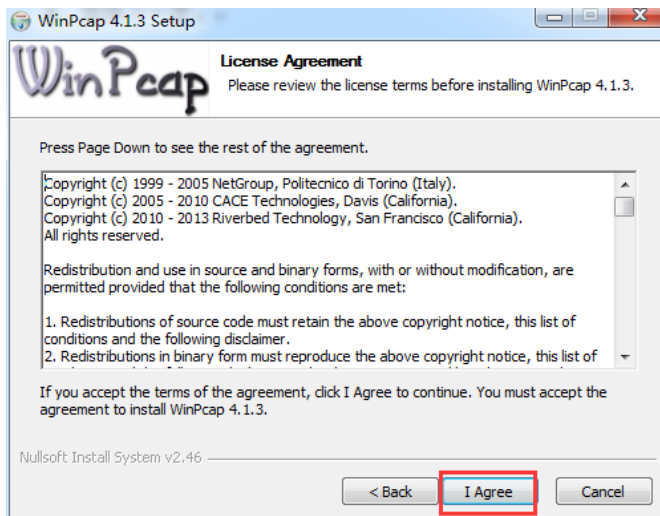 WinPcap 4.1.3 Setup
WinPcap
License Agreement
Please review the license terms before installing WinPcap 4.1.3.
Press Page Down to see the rest of the agreement.
Copyright (c) 1999 - 2005 NetGroup, Politecnico di Torino (Italy).
Copyright (c) 2005 - 2010 CACE Technologies, Davis (California).
Copyright (c) 2010 - 2013 Riverbed Technology, San Francisco (California).
All rights reserved.
Redistribution and use in source and binary forms, with or without modification, are
permitted provided that the following conditions are met:
1. Redistributions of source code must retain the above copyright notice, this list of
conditions and the following disclaimer.
2. Redistributions in binary form must reproduce the above copyright notice, this list of
If you accept the terms of the agreement, click I Agree to continue. You must accept the
agreement to install WinPcap 4.1.3.
Nullsoft Install System v2.46
< Back
I Agree
Cancel